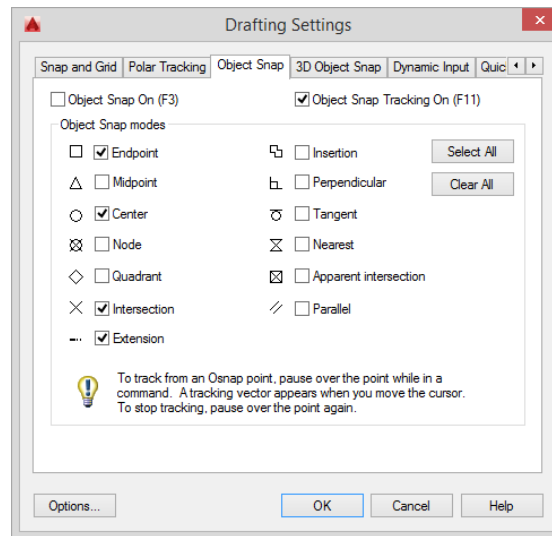 Drafting Settings
Snap and Grid Polar Tracking Object Snap 3D Object Snap Dynamic Input Quic
Object Snap On (F3) Object Snap Tracking On (F11)
Object Snap modes
Endpoint Insertion Select All
Midpoint Perpendicular Clear All
Center Tangent
Node Nearest
Quadrant Apparent intersection
Intersection Parallel
Extension
To track from an Osnap point, pause over the point while in a
command. A tracking vector appears when you move the cursor.
To stop tracking, pause over the point again.
Options... OK Cancel Help